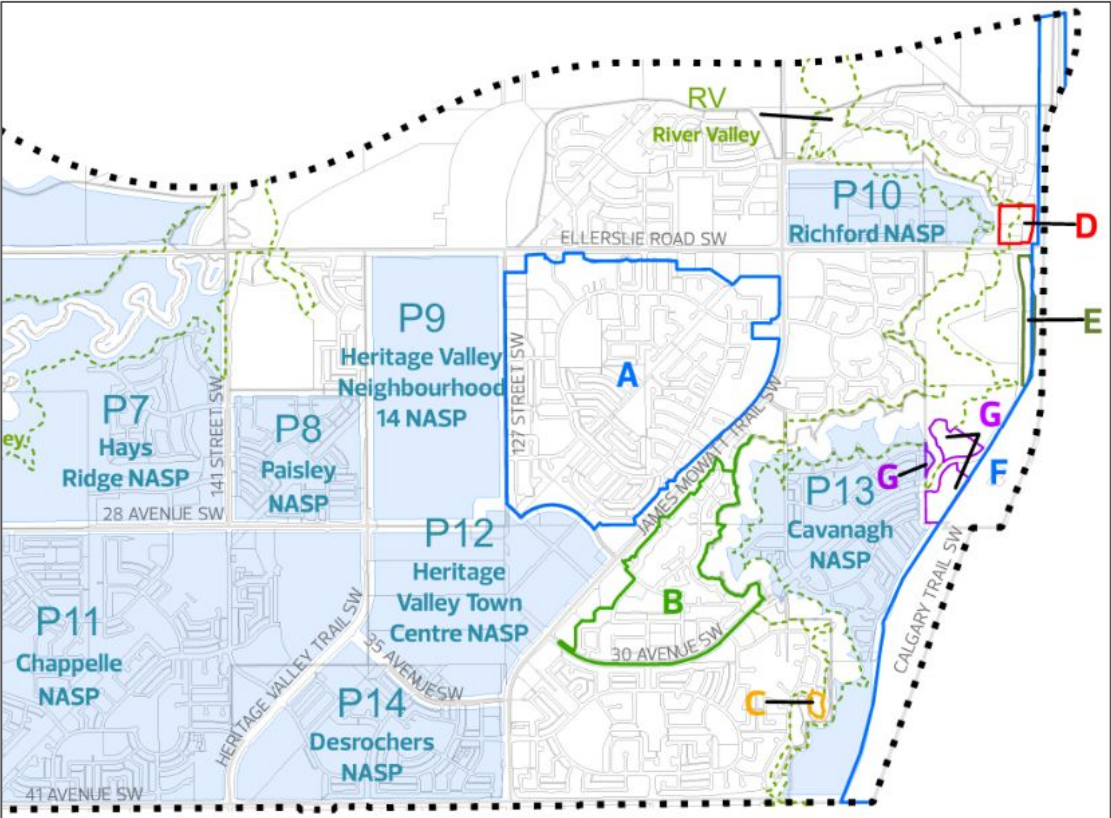 RV
River Valley
P10
Richford NASP
D
ELLERSLIE ROAD SW
E
P9
Heritage Valley
Neighbourhood
14 NASP
127 STREET SW
A
P7
Hays
Ridge NASP
141 STREET SW
P8
Paisley
NASP
ey
JAMES MOWATT TRAIL SW
G
G
F
P13
Cavanagh
NASP
28 AVENUE SW
P12
Heritage
Valley Town
Centre NASP
B
30 AVENUE SW
CALGARY TRAIL SW
P11
Chappelle
NASP
HERITAGE VALLEY TRAIL SW
35 AVENUE SW
P14
Desrochers
NASP
C
41 AVENUE SW